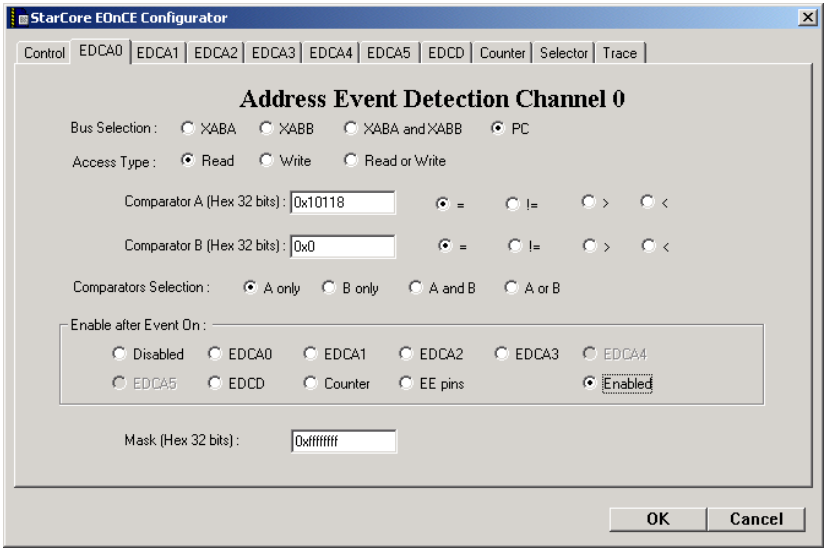 StarCore EOnCE Configurator
Control EDCA0 EDCA1 EDCA2 EDCA3 EDCA4 EDCA5 EDCD Counter Selector Trace
Address Event Detection Channel 0
Bus Selection : XABA XABB XABA and XABB PC
Access Type : Read Write Read or Write
Comparator A (Hex 32 bits) : 0x10118 = != > <
Comparator B (Hex 32 bits) : 0x0 = != > <
Comparators Selection : A only B only A and B A or B
Enable after Event On :
Disabled EDCA0 EDCA1 EDCA2 EDCA3 EDCA4
EDCA5 EDCD Counter EE pins Enabled
Mask (Hex 32 bits) : 0xffffffff
OK Cancel